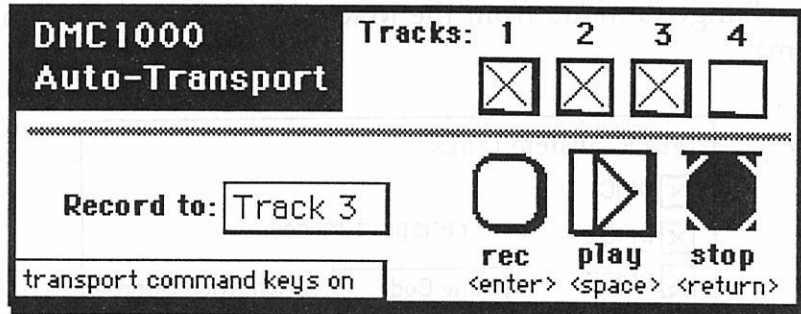 DMC1000
Auto-Transport
Tracks: 1 2 3 4
Record to: Track 3
rec play stop
<enter> <space> <return>
transport command keys on